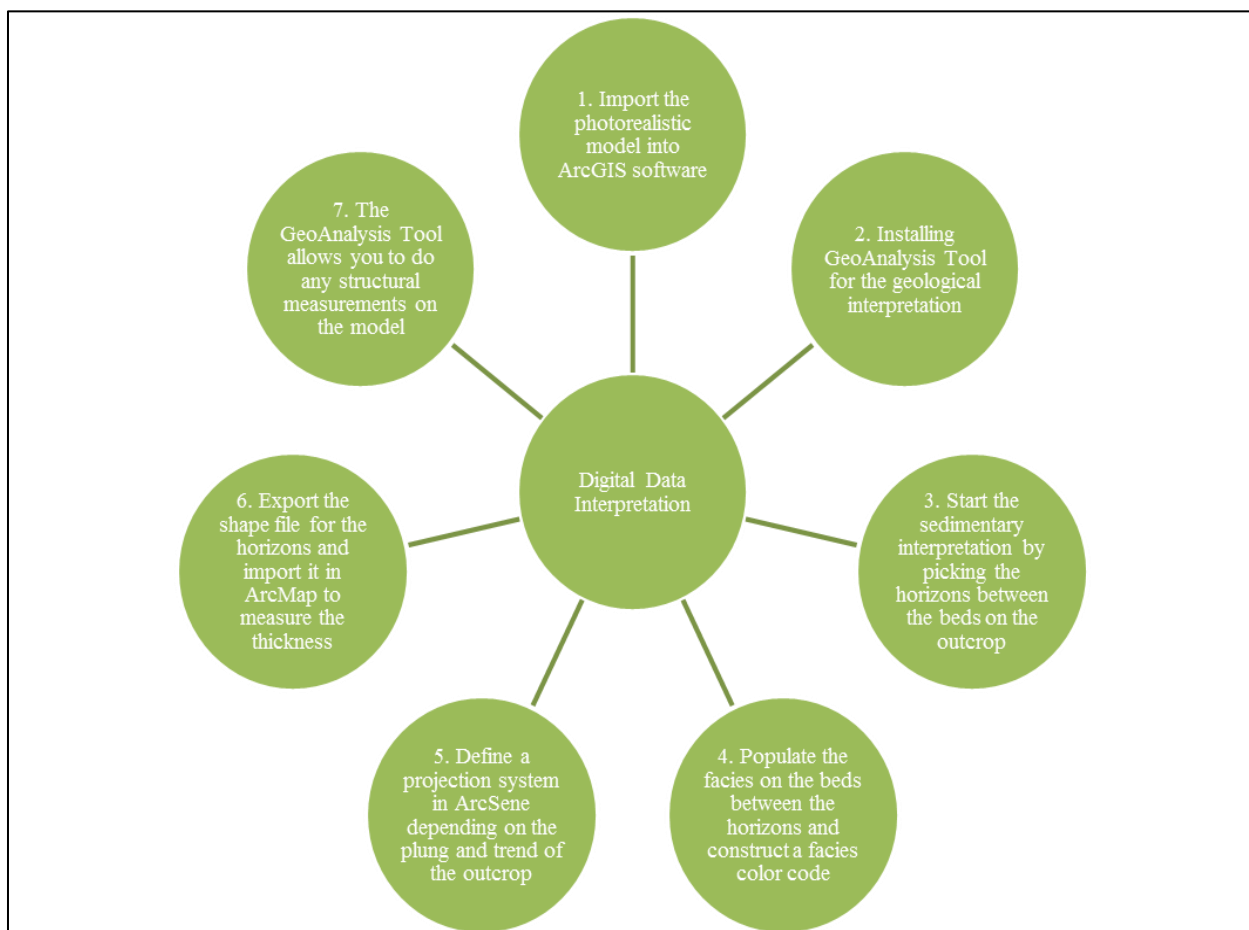 1. Import the
photorealistic
model into
ArcGIS software
2. Installing
GeoAnalysis Tool
for the geological
interpretation
3. Start the
sedimentary
interpretation by
picking the
horizons between
the beds on the
outcrop
4. Populate the
facies on the beds
between the
horizons and
construct a facies
color code
5. Define a
projection system
in ArcSene
depending on the
plung and trend of
the outcrop
6. Export the
shape file for the
horizons and
import it in
ArcMap to
measure the
thickness
7. The
GeoAnalysis Tool
allows you to do
any structural
measurements on
the model
Digital Data
Interpretation